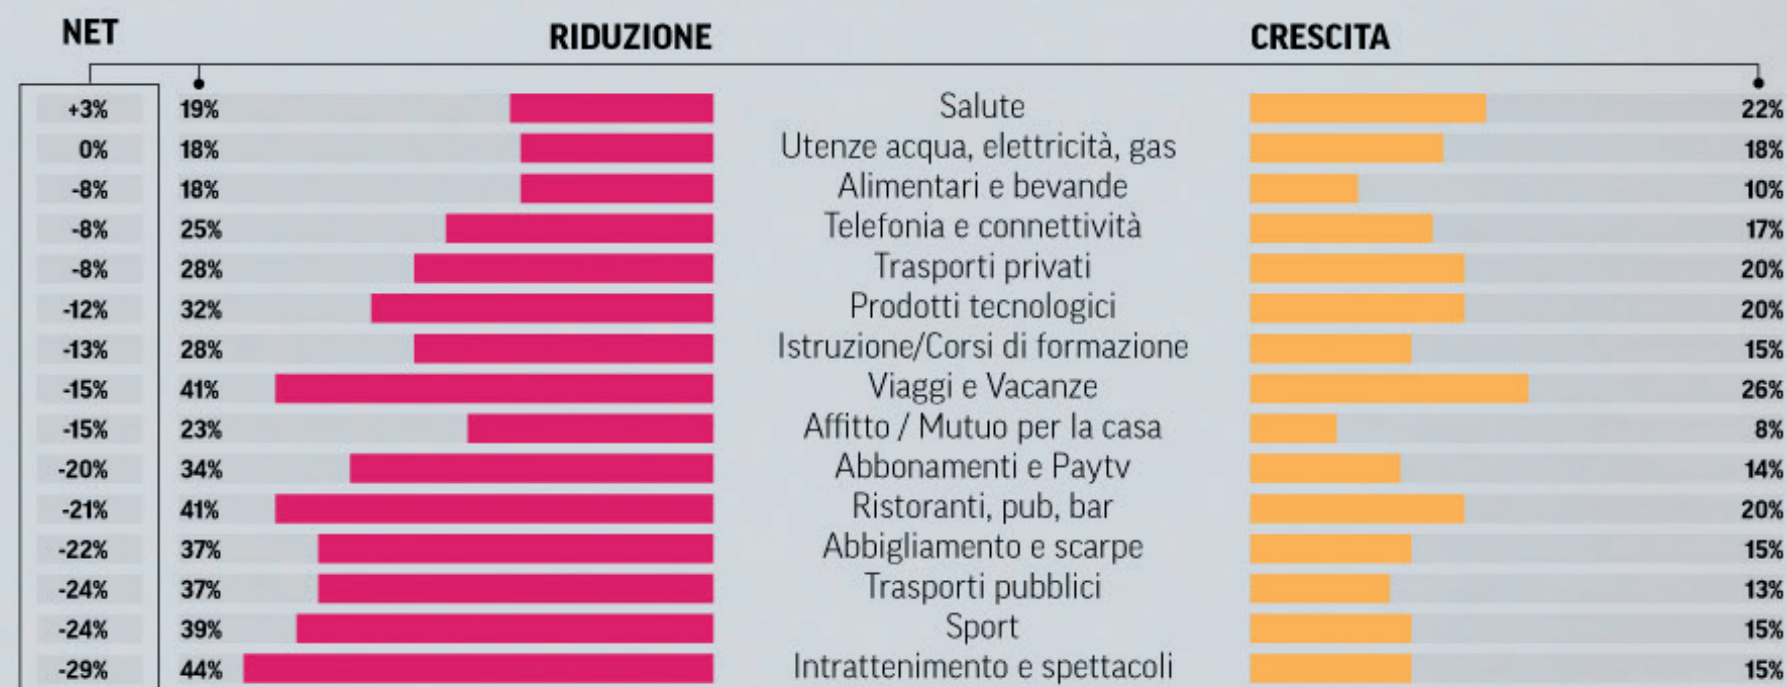 NET RIDUZIONE CRESCITA
+3% 19% Salute 22%
0% 18% Utenze acqua, elettricità, gas 18%
-8% 18% Alimentari e bevande 10%
-8% 25% Telefonia e connettività 17%
-8% 28% Trasporti privati 20%
-12% 32% Prodotti tecnologici 20%
-13% 28% Istruzione/Corsi di formazione 15%
-15% 41% Viaggi e Vacanze 26%
-15% 23% Affitto / Mutuo per la casa 8%
-20% 34% Abbonamenti e Paytv 14%
-21% 41% Ristoranti, pub, bar 20%
-22% 37% Abbigliamento e scarpe 15%
-24% 37% Trasporti pubblici 13%
-24% 39% Sport 15%
-29% 44% Intrattenimento e spettacoli 15%